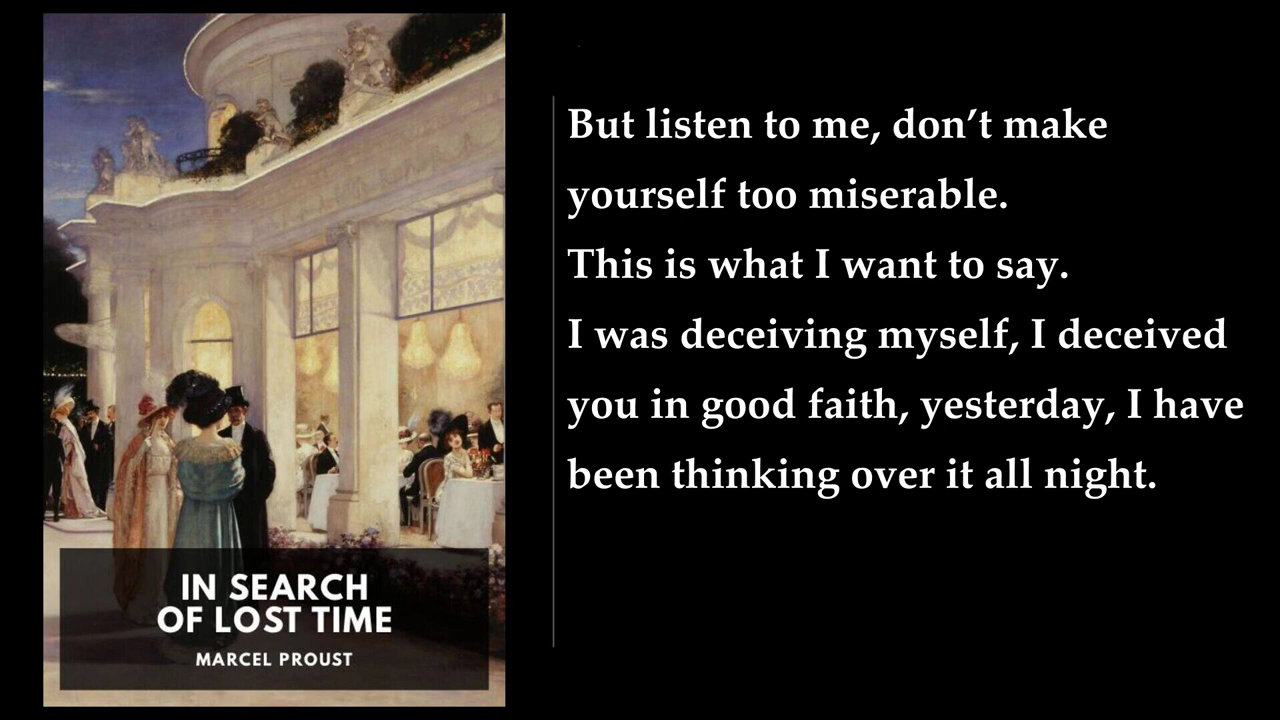 But listen to me, don’t make
yourself too miserable.
This is what I want to say.
I was deceiving myself, I deceived
you in good faith, yesterday, I have
been thinking over it all night.
IN SEARCH
OF LOST TIME
MARCEL PROUST